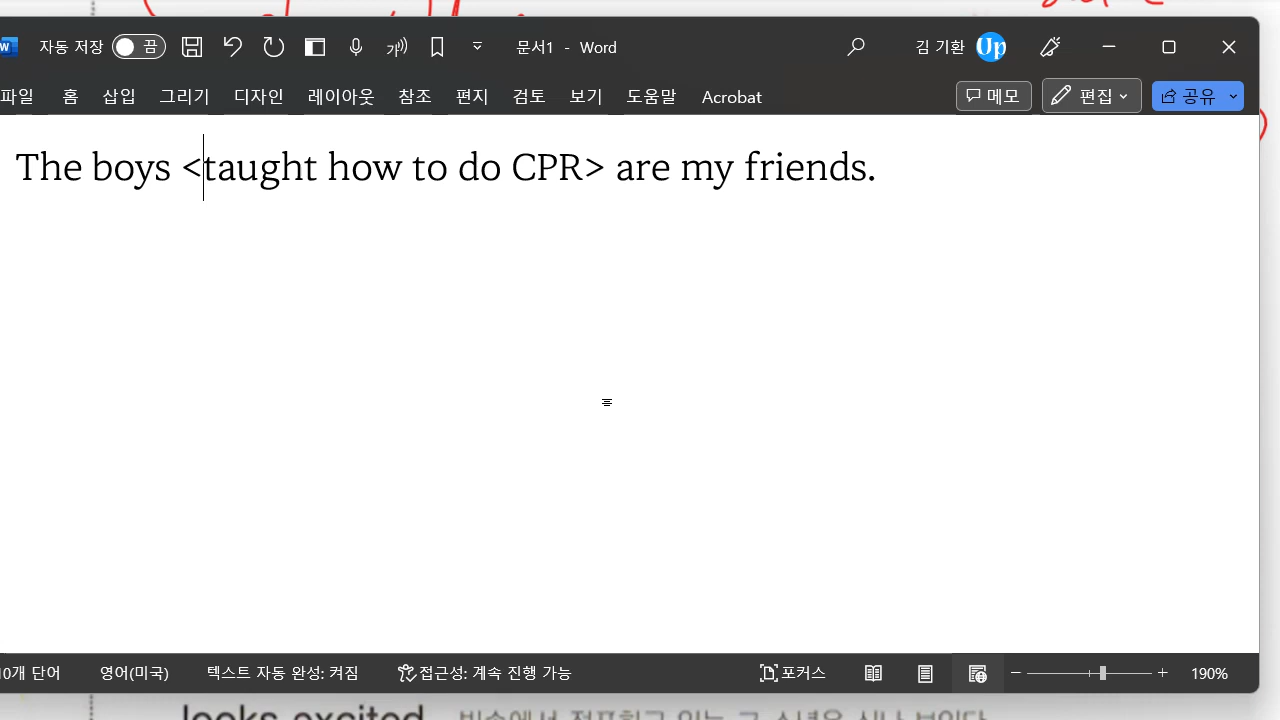 자동 저장 끔 가 문서1 - Word 김 기환 Up
파일 홈 삽입 그리기 디자인 레이아웃 참조 편지 검토 보기 도움말 Acrobat 메모 편집 공유
The boys <taught how to do CPR> are my friends.
10개 단어 영어(미국) 텍스트 자동 완성: 켜짐 접근성: 계속 진행 가능 포커스 190%
looks excited